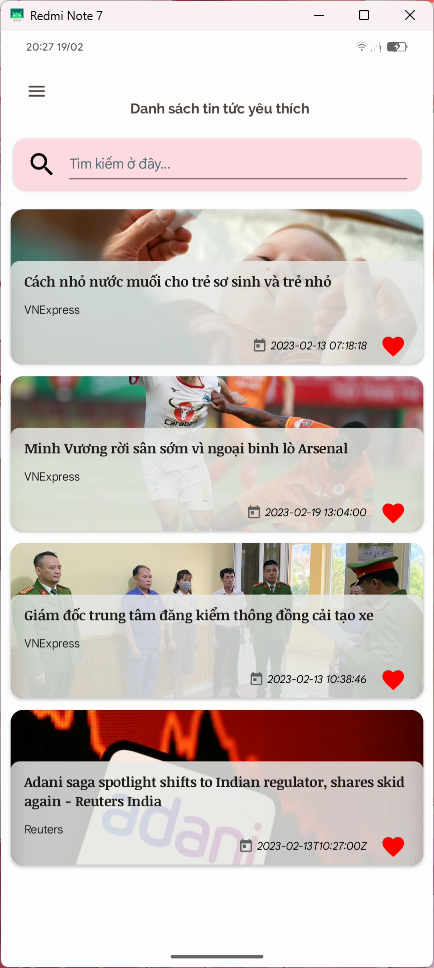 Redmi Note 7
20:27 19/02
Danh sách tin tức yêu thích
Tìm kiếm ở đây...
Cách nhỏ nước muối cho trẻ sơ sinh và trẻ nhỏ
VNExpress
2023-02-13 07:18:18
Minh Vương rời sân sớm vì ngoại binh lò Arsenal
VNExpress
2023-02-19 13:04:00
Giám đốc trung tâm đăng kiểm thông đồng cải tạo xe
VNExpress
2023-02-13 10:38:46
Adani saga spotlight shifts to Indian regulator, shares skid
again - Reuters India
adani
Reuters
2023-02-13T10:27:00Z